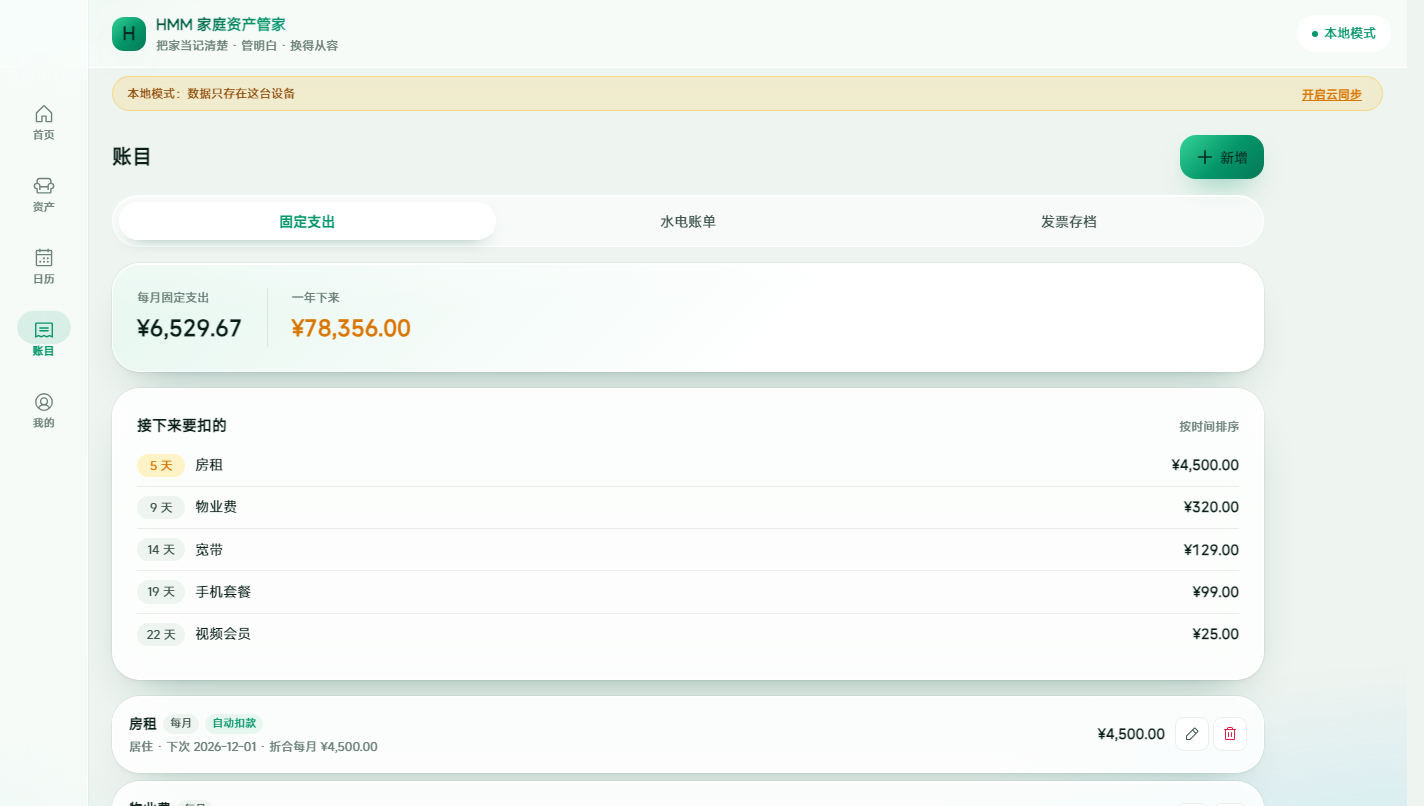 H
HMM 家庭资产管家
把家当记清楚 · 管明白 · 换得从容
本地模式
本地模式：数据只存在这台设备
开启云同步
首页
资产
日历
账目
我的
账目
新增
固定支出
水电账单
发票存档
每月固定支出
¥6,529.67
一年下来
¥78,356.00
接下来要扣的
按时间排序
5 天 房租 ¥4,500.00
9 天 物业费 ¥320.00
14 天 宽带 ¥129.00
19 天 手机套餐 ¥99.00
22 天 视频会员 ¥25.00
房租 每月 自动扣款
居住 · 下次 2026-12-01 · 折合每月 ¥4,500.00
¥4,500.00
物业费 每月